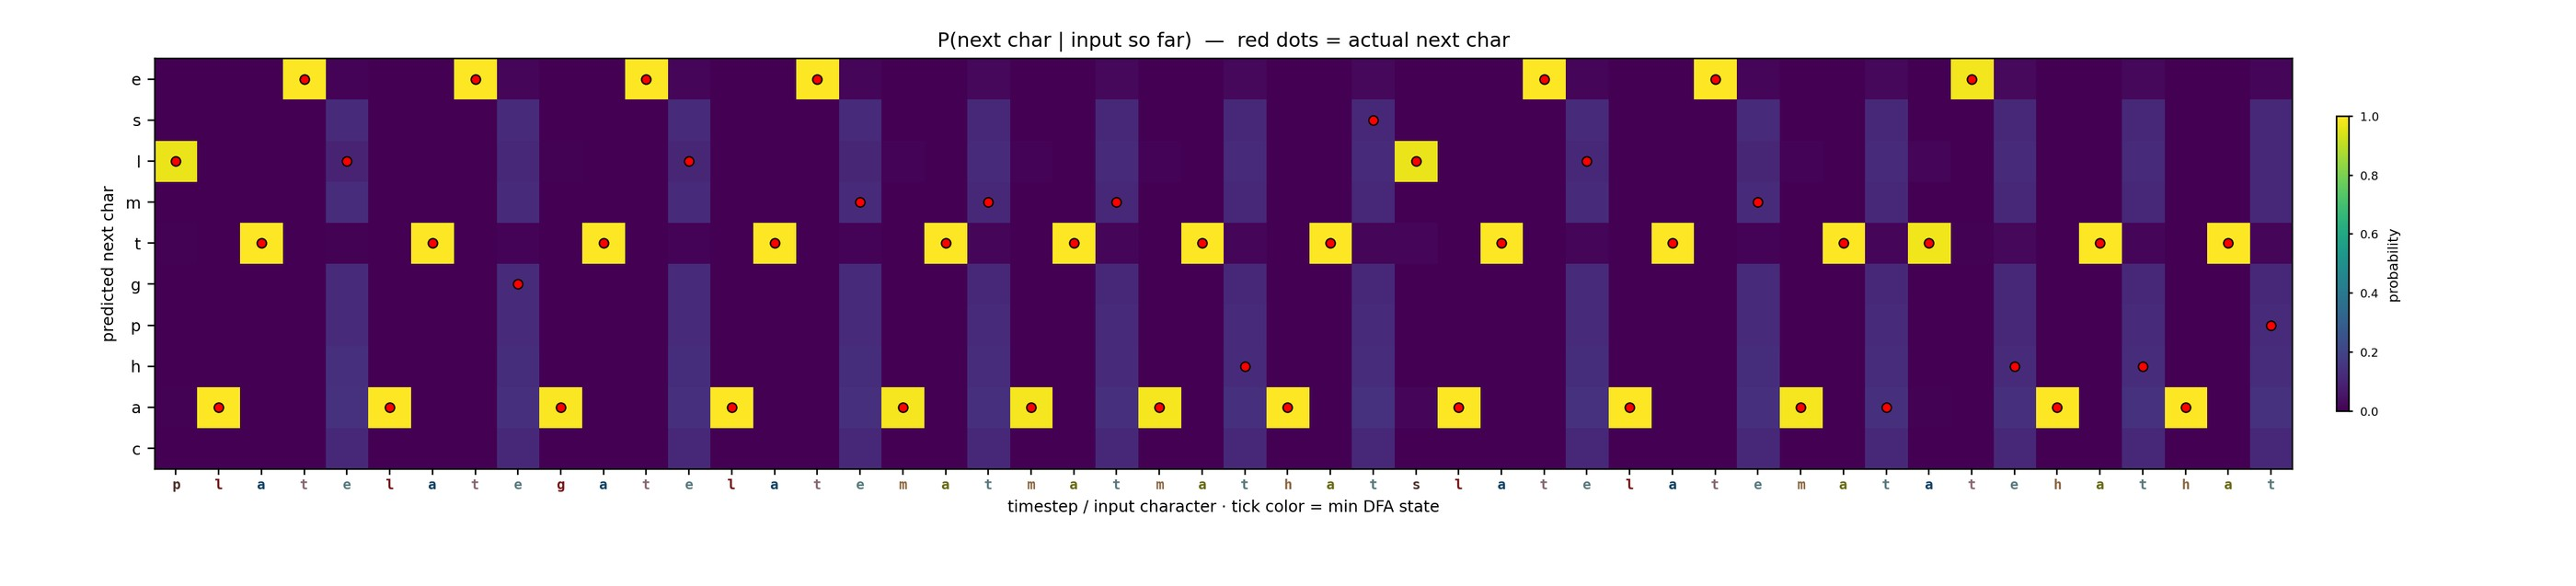 P(next char | input so far) — red dots = actual next char
predicted next char
e
s
l
m
t
g
p
h
a
c
p l a t e l a t e g a t e l a t e m a t m a t m a t h a t s l a t e l a t e m a t a t e h a t h a t
timestep / input character · tick color = min DFA state
1.0
0.8
0.6
0.4
0.2
0.0
probability